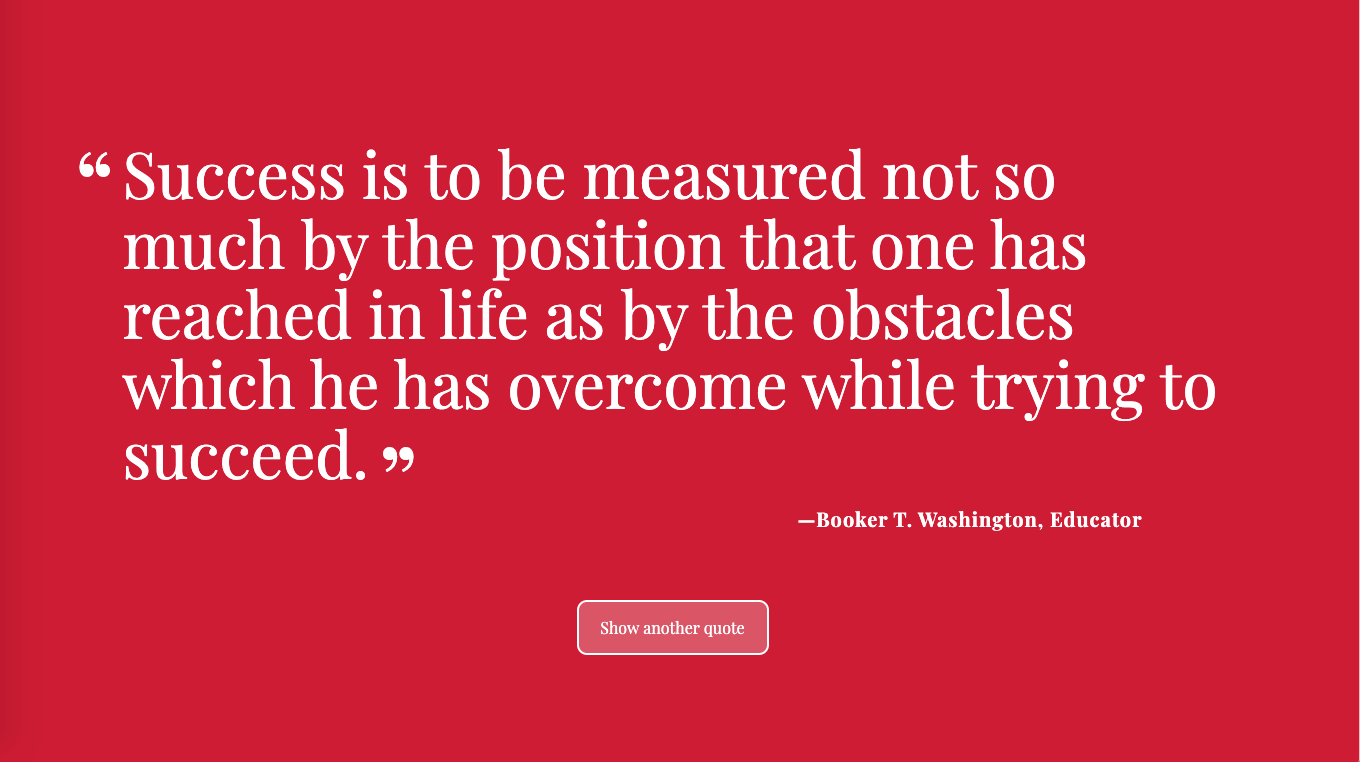 “Success is to be measured not so
much by the position that one has
reached in life as by the obstacles
which he has overcome while trying to
succeed.”
—Booker T. Washington, Educator
Show another quote